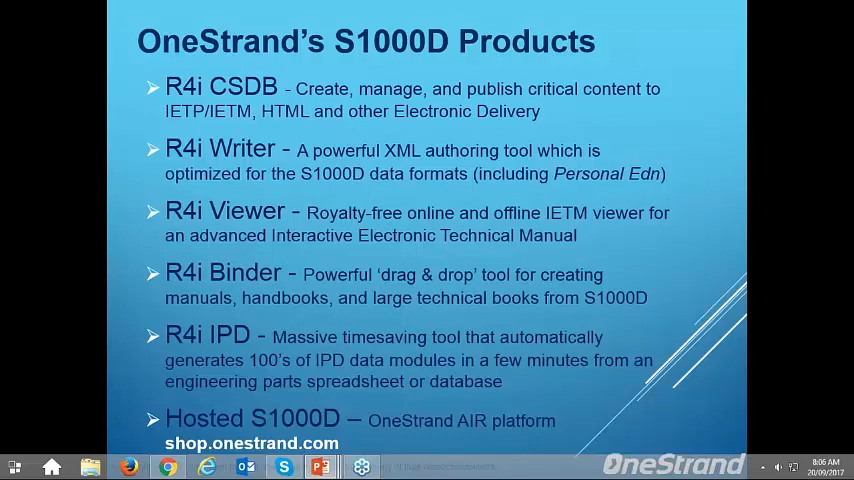 OneStrand's S1000D Products
R4i CSDB - Create, manage, and publish critical content to
IETP/IETM, HTML and other Electronic Delivery
R4i Writer - A powerful XML authoring tool which is
optimized for the S1000D data formats (including Personal Edn)
R4i Viewer - Royalty-free online and offline IETM viewer for
an advanced Interactive Electronic Technical Manual
R4i Binder - Powerful 'drag & drop' tool for creating
manuals, handbooks, and large technical books from S1000D
R4i IPD - Massive timesaving tool that automatically
generates 100's of IPD data modules in a few minutes from an
engineering parts spreadsheet or database
Hosted S1000D – OneStrand AIR platform
shop.onestrand.com
OneStrand
8:06 AM
20/09/2017